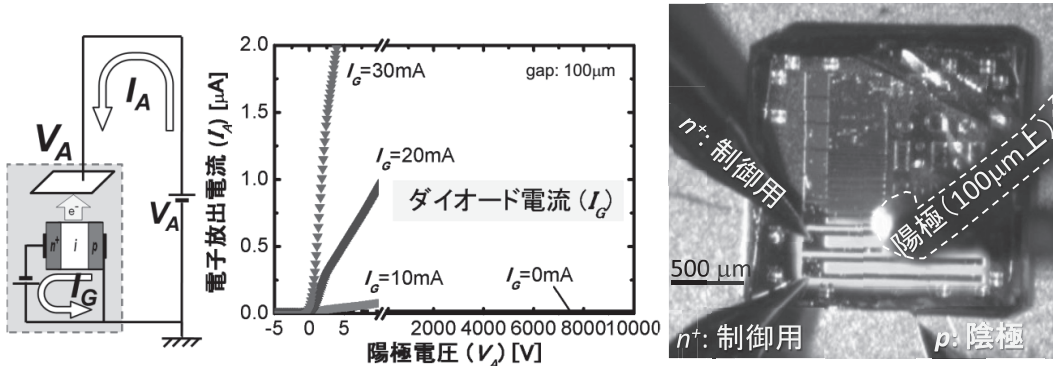 I_A
V_A
V_A
e⁻
n⁺ i p
I_G
電子放出電流 (I_A) [μA]
2.0
1.5
1.0
0.5
0.0
I_G=30mA
gap: 100μm
I_G=20mA
ダイオード電流 (I_G)
I_G=10mA
I_G=0mA
-5 0 5 2000 4000 6000 8000 10000
陽極電圧 (V_A) [V]
n⁺: 制御用
陽極(100μm上)
500 μm
n⁺: 制御用
p: 陰極